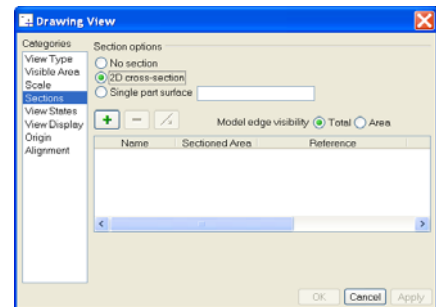 Drawing View
Categories
View Type
Visible Area
Scale
Sections
View States
View Display
Origin
Alignment
Section options
No section
2D cross-section
Single part surface
Model edge visibility Total Area
Name Sectioned Area Reference
OK Cancel Apply